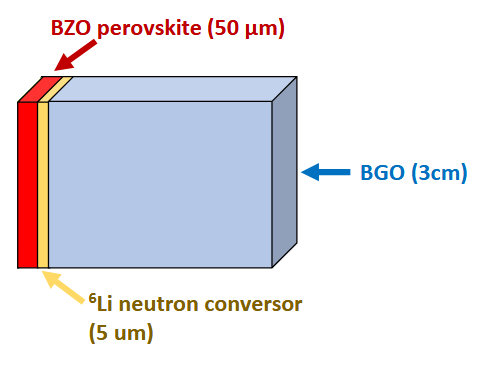 BZO perovskite (50 µm)
BGO (3cm)
⁶Li neutron conversor
(5 um)